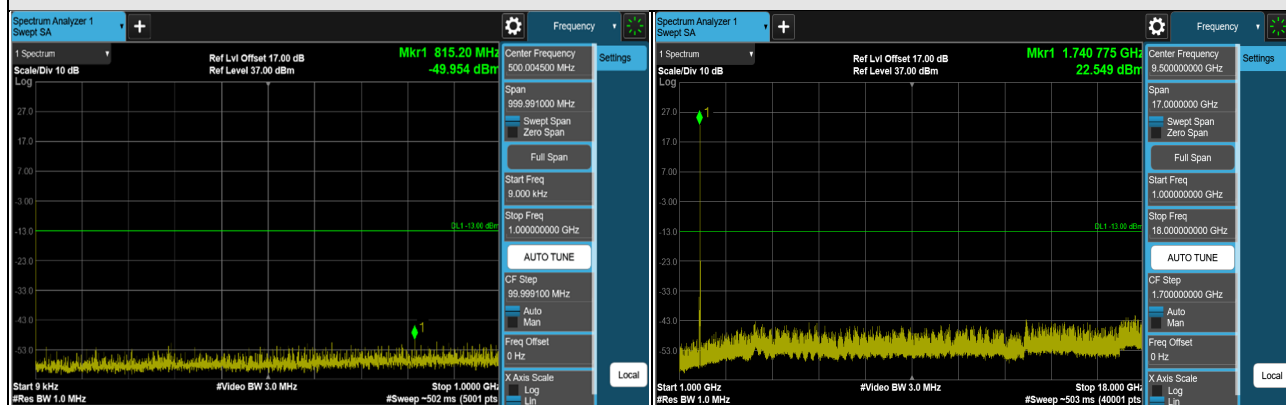 Spectrum Analyzer 1
Swept SA
+
Frequency
1 Spectrum
Scale/Div 10 dB
Log
Ref Lvl Offset 17.00 dB
Ref Level 37.00 dBm
Mkr1 815.20 MHz
-49.954 dBm
27.0
17.0
7.00
-3.00
-13.0
-23.0
-33.0
-43.0
-53.0
DL1 -13.00 dBm
1
Start 9 kHz
#Res BW 1.0 MHz
#Video BW 3.0 MHz
Stop 1.0000 GHz
#Sweep ~502 ms (5001 pts
Center Frequency
500.004500 MHz
Span
999.991000 MHz
Swept Span
Zero Span
Full Span
Start Freq
9.000 kHz
Stop Freq
1.000000000 GHz
AUTO TUNE
CF Step
99.999100 MHz
Auto
Man
Freq Offset
0 Hz
X Axis Scale
Log
Lin
Settings
Local
Spectrum Analyzer 1
Swept SA
+
Frequency
1 Spectrum
Scale/Div 10 dB
Log
Ref Lvl Offset 17.00 dB
Ref Level 37.00 dBm
Mkr1 1.740 775 GHz
22.549 dBm
27.0
17.0
7.00
-3.00
-13.0
-23.0
-33.0
-43.0
-53.0
DL1 -13.00 dBm
1
Start 1.000 GHz
#Res BW 1.0 MHz
#Video BW 3.0 MHz
Stop 18.000 GHz
#Sweep ~503 ms (40001 pts
Center Frequency
9.500000000 GHz
Span
17.0000000 GHz
Swept Span
Zero Span
Full Span
Start Freq
1.000000000 GHz
Stop Freq
18.000000000 GHz
AUTO TUNE
CF Step
1.700000000 GHz
Auto
Man
Freq Offset
0 Hz
X Axis Scale
Log
Lin
Settings
Local